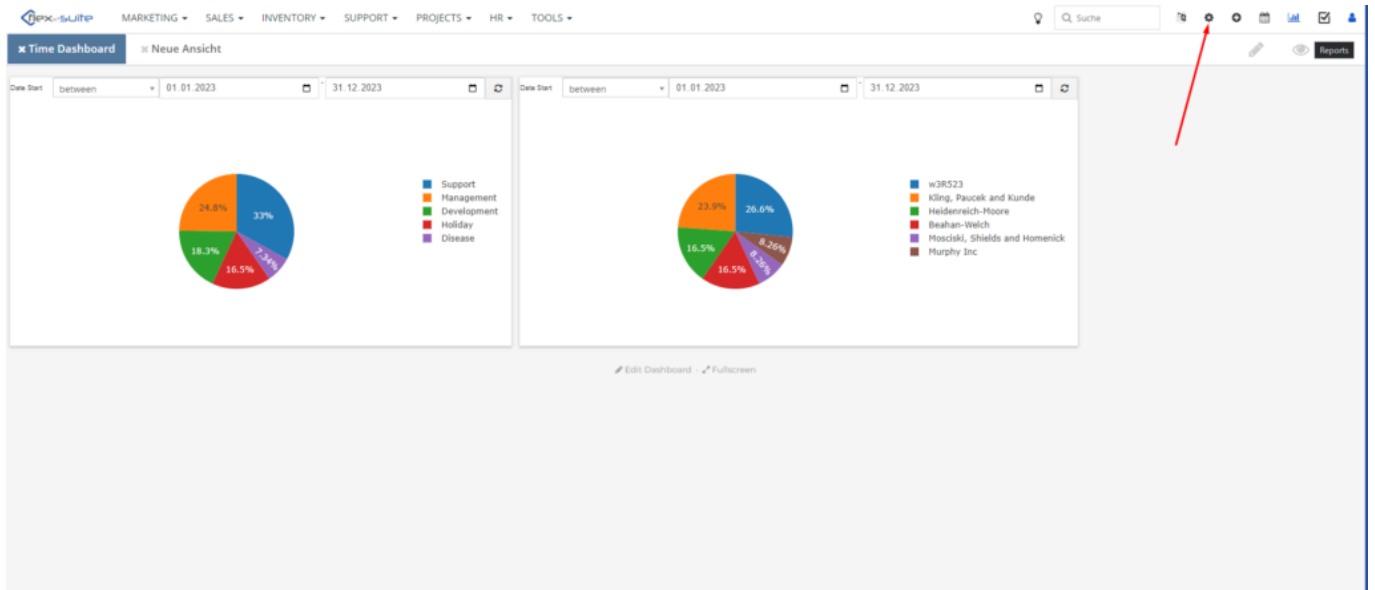 flex-suite MARKETING SALES INVENTORY SUPPORT PROJECTS HR TOOLS Suche
Time Dashboard Neue Ansicht Reports
Date Start between 01.01.2023 - 31.12.2023 Date Start between 01.01.2023 - 31.12.2023
Support
Management
Development
Holiday
Disease
24.8% 33%
18.3% 7.34%
16.5%
w3R523
Kling, Paucek and Kunde
Heidenreich-Moore
Beahan-Welch
Mosciski, Shields and Homenick
Murphy Inc
23.9% 26.6%
16.5% 8.26%
16.5% 8.26%
Edit Dashboard - Fullscreen